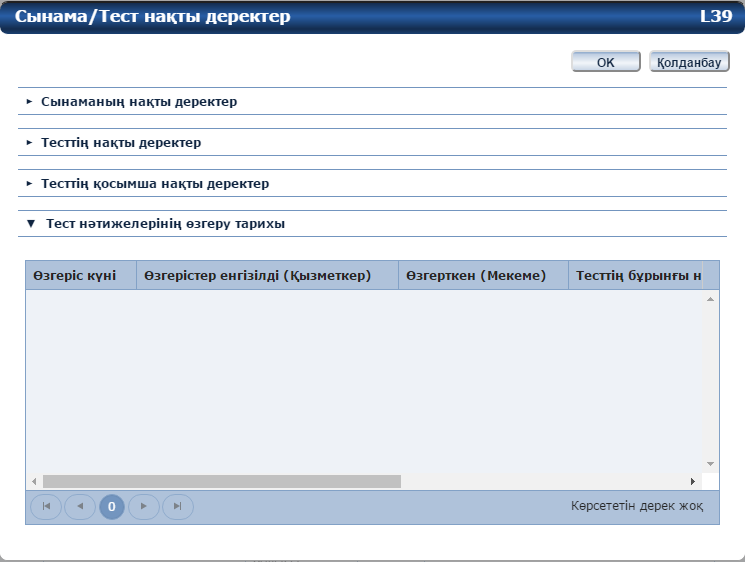 Сынама/Тест нақты деректер L39
OK Қолданбау
Сынаманың нақты деректер
Тесттің нақты деректер
Тесттің қосымша нақты деректер
Тест нәтижелерінің өзгеру тарихы
Өзгеріс күні Өзгерістер енгізілді (Қызметкер) Өзгерткен (Мекеме) Тесттің бұрынғы н
0 Көрсететін дерек жоқ